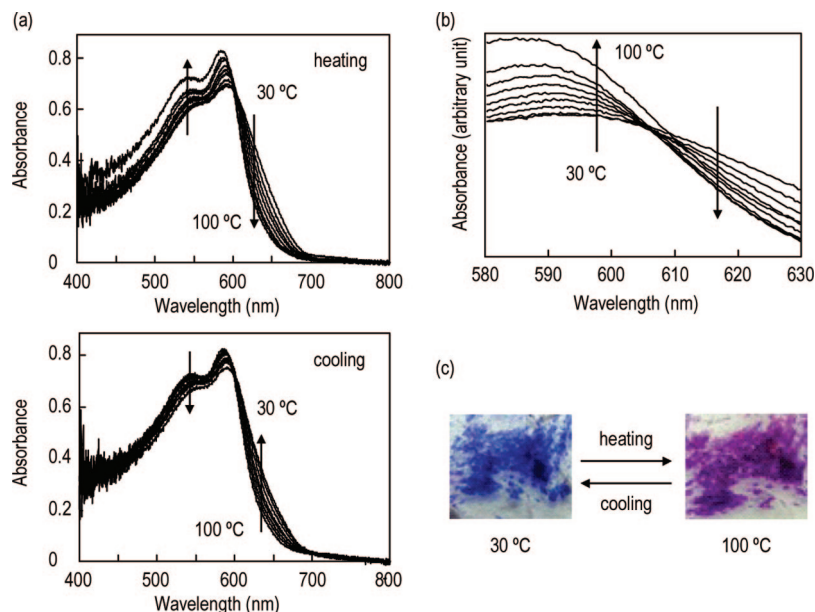 (a)
0.8
0.6
0.4
0.2
0
Absorbance
heating
30 ºC
100 ºC
400 500 600 700 800
Wavelength (nm)
0.8
0.6
0.4
0.2
0
Absorbance
cooling
30 ºC
100 ºC
400 500 600 700 800
Wavelength (nm)
(b)
Absorbance (arbitrary unit)
100 ºC
30 ºC
580 590 600 610 620 630
Wavelength (nm)
(c)
heating
cooling
30 ºC 100 ºC